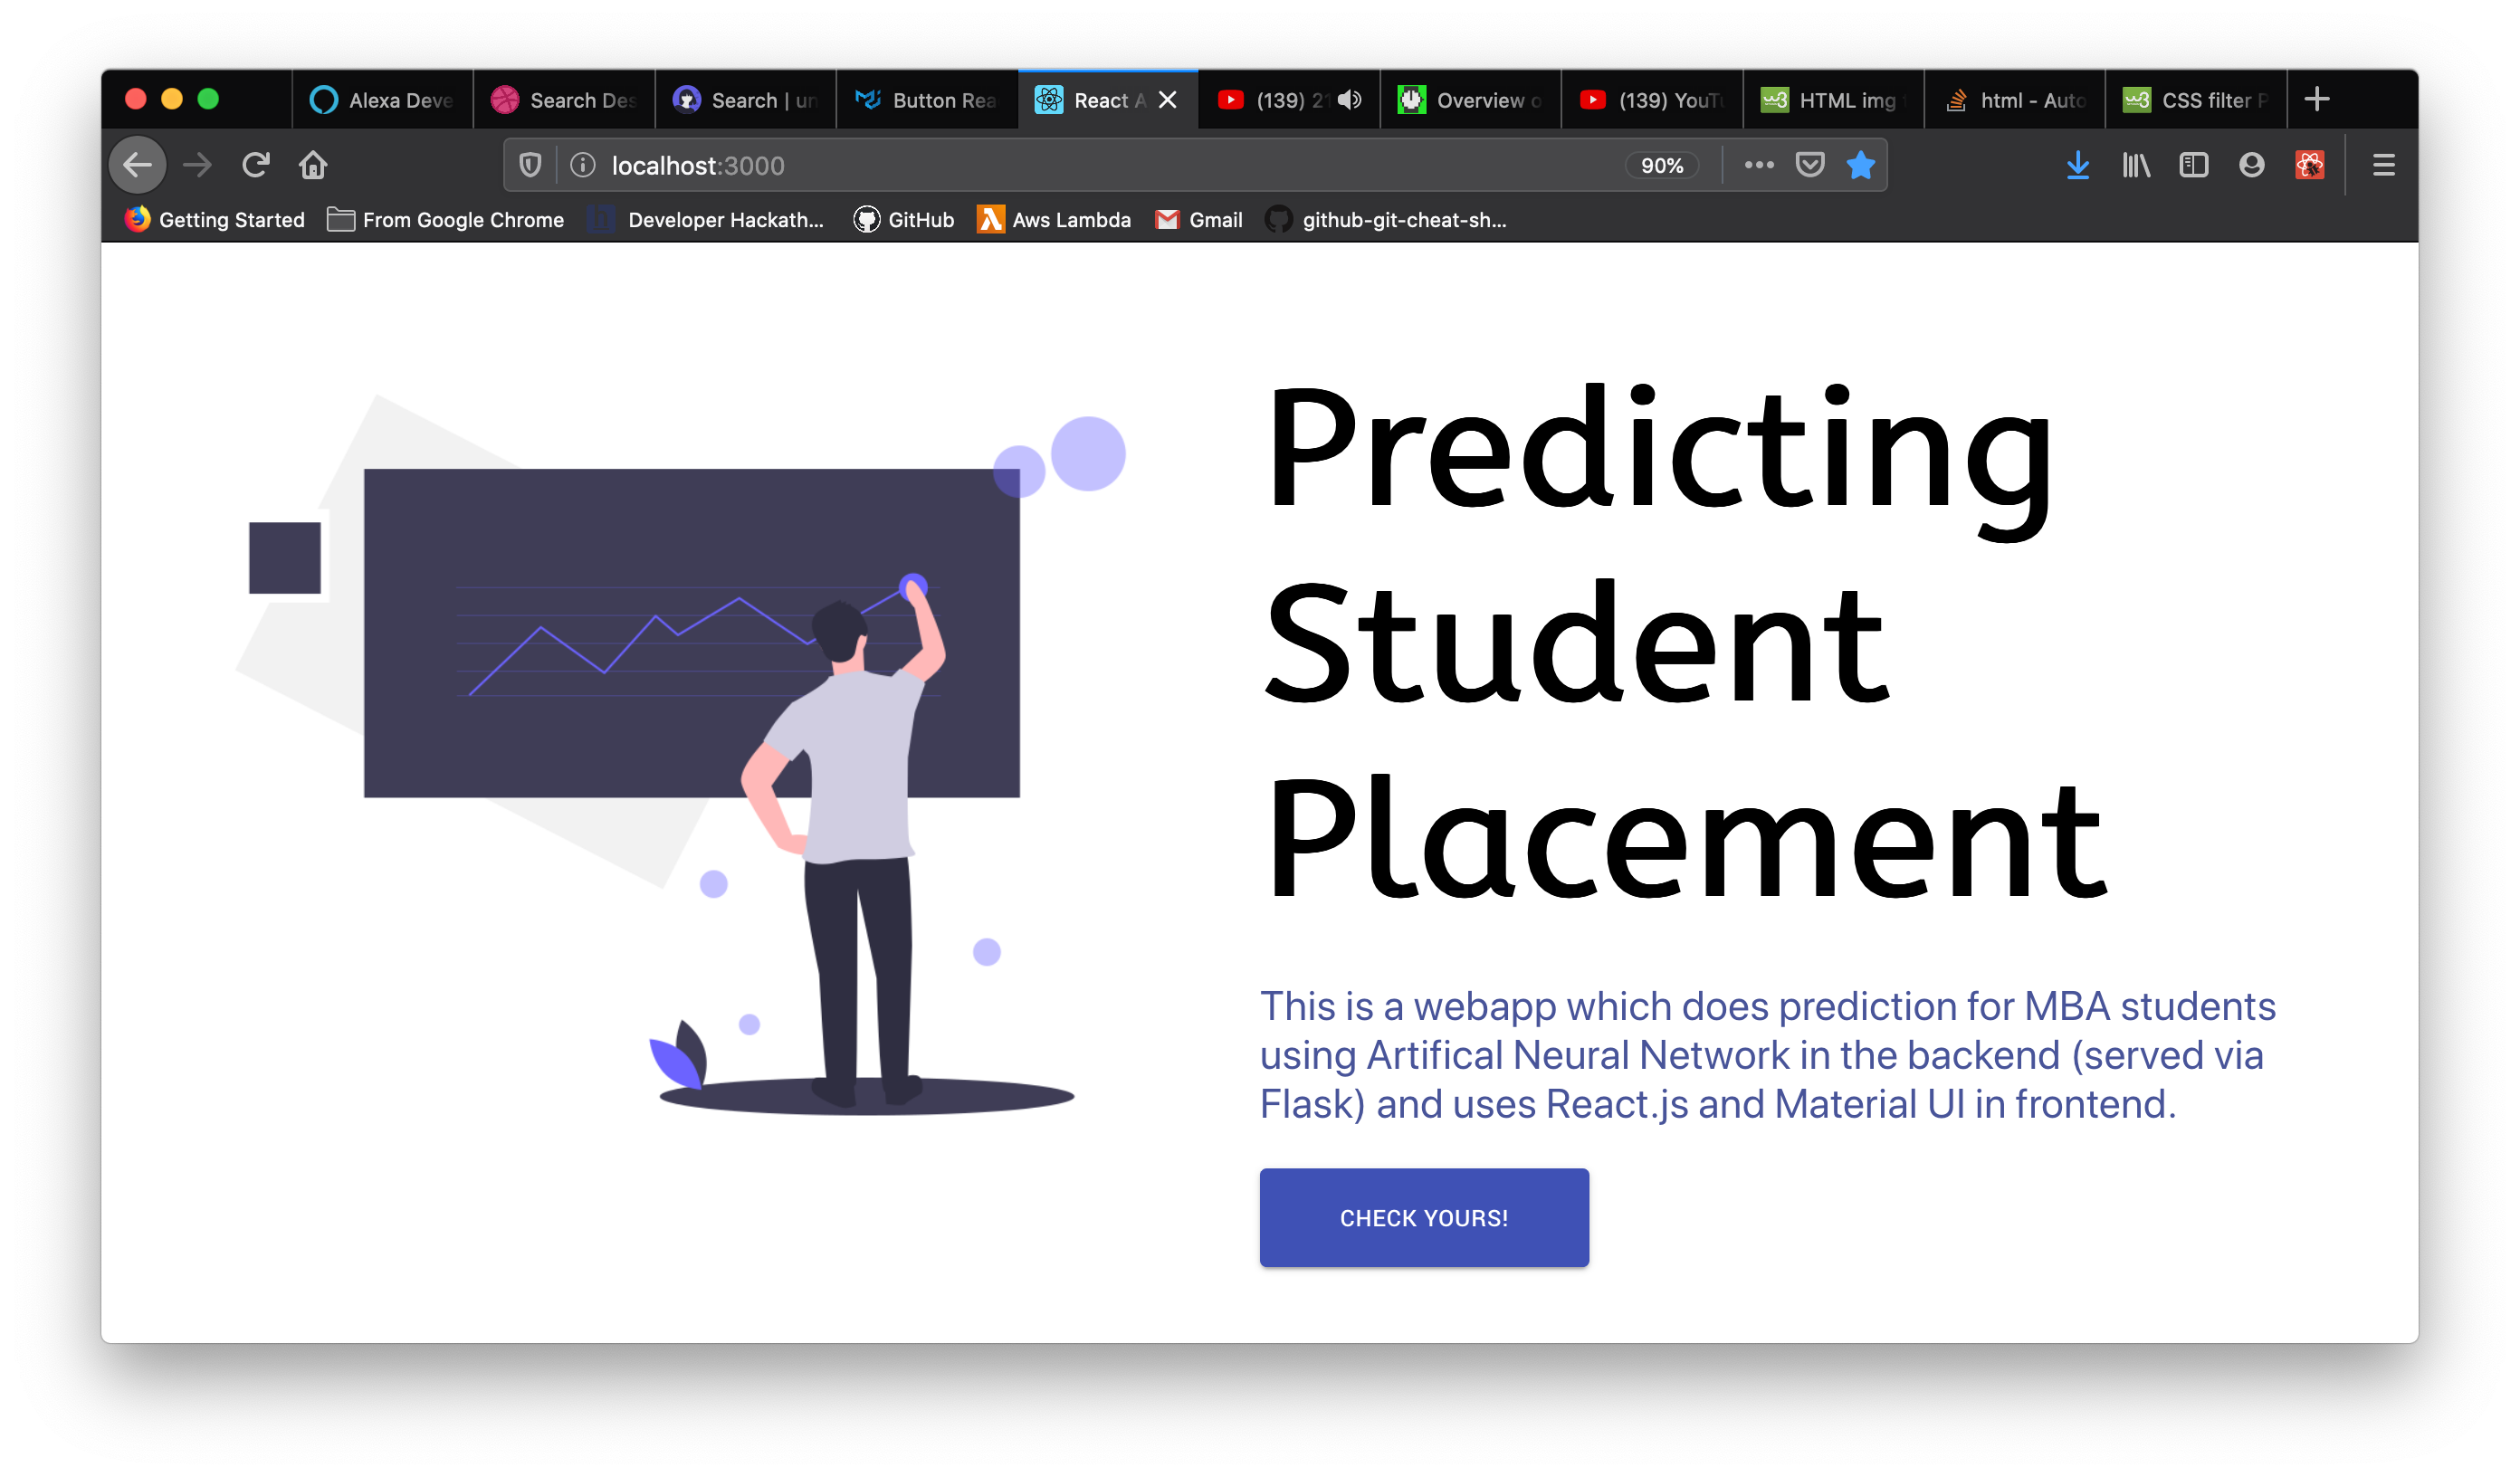 Alexa Deve Search Des Search | un Button Rea React A (139) 21 Overview o (139) YouTu HTML img html - Auto CSS filter P
localhost:3000 90%
Getting Started From Google Chrome Developer Hackath... GitHub Aws Lambda Gmail github-git-cheat-sh...
Predicting
Student
Placement
This is a webapp which does prediction for MBA students
using Artifical Neural Network in the backend (served via
Flask) and uses React.js and Material UI in frontend.
CHECK YOURS!